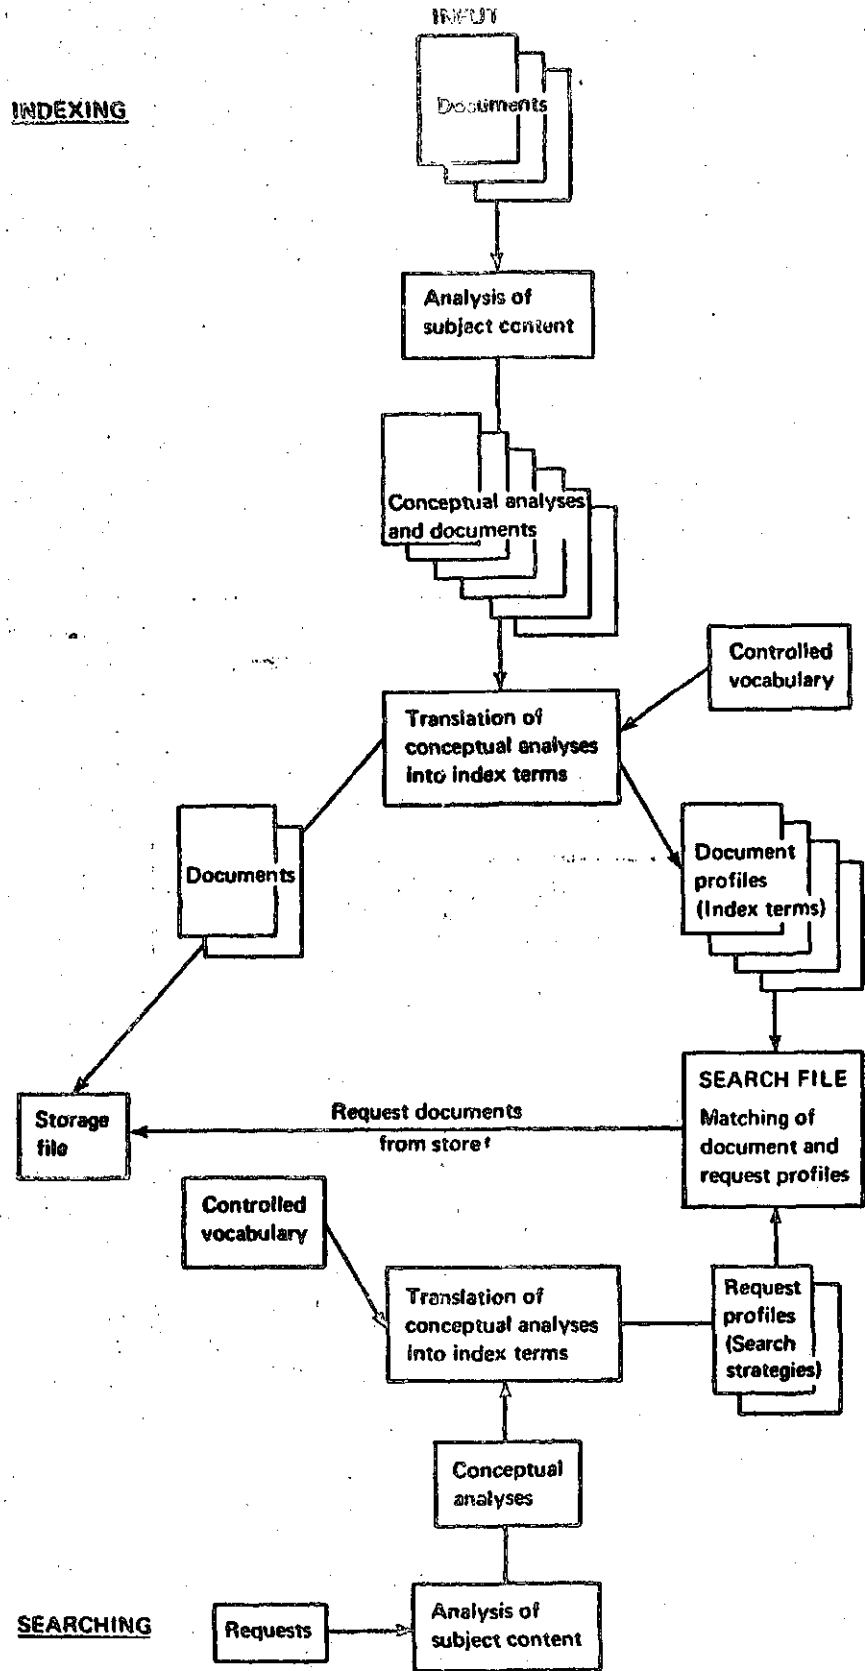 INPUT
INDEXING
Documents
Analysis of
subject content
Conceptual analyses
and documents
Controlled
vocabulary
Translation of
conceptual analyses
into index terms
Documents
Document
profiles
(Index terms)
SEARCH FILE
Matching of
document and
request profiles
Storage
file
Request documents
from store
Controlled
vocabulary
Translation of
conceptual analyses
into index terms
Request
profiles
(Search
strategies)
Conceptual
analyses
SEARCHING
Requests
Analysis of
subject content